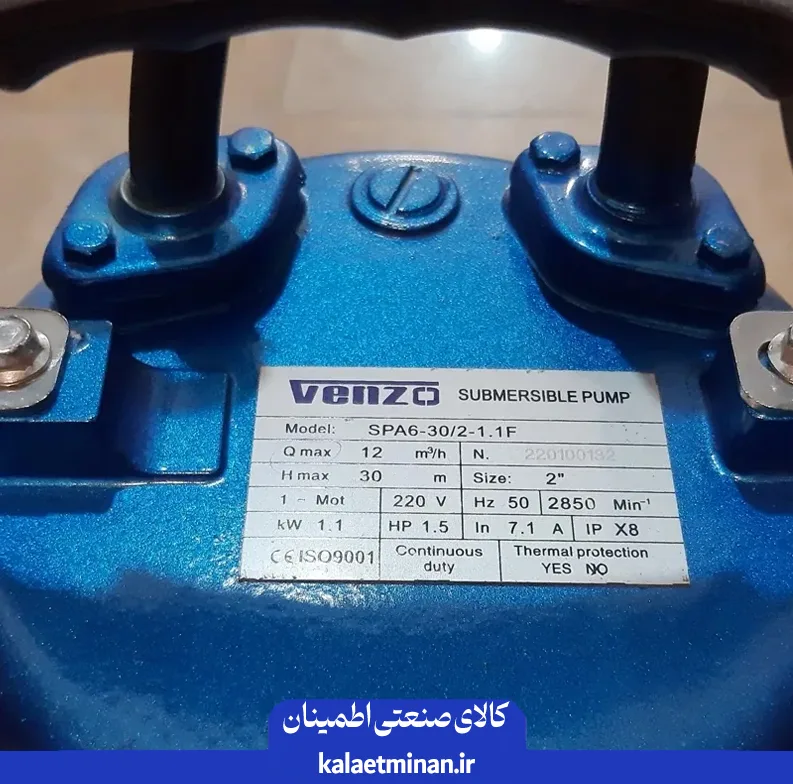 Venzo SUBMERSIBLE PUMP
Model: SPA6-30/2-1.1F
Q max 12 m³/h N. 220100132
H max 30 m Size: 2"
1 ~ Mot 220 V Hz 50 2850 Min⁻¹
kW 1.1 HP 1.5 In 7.1 A IP X8
CE ISO9001 Continuous duty Thermal protection YES NO
کالای صنعتی اطمینان
kalaetminan.ir